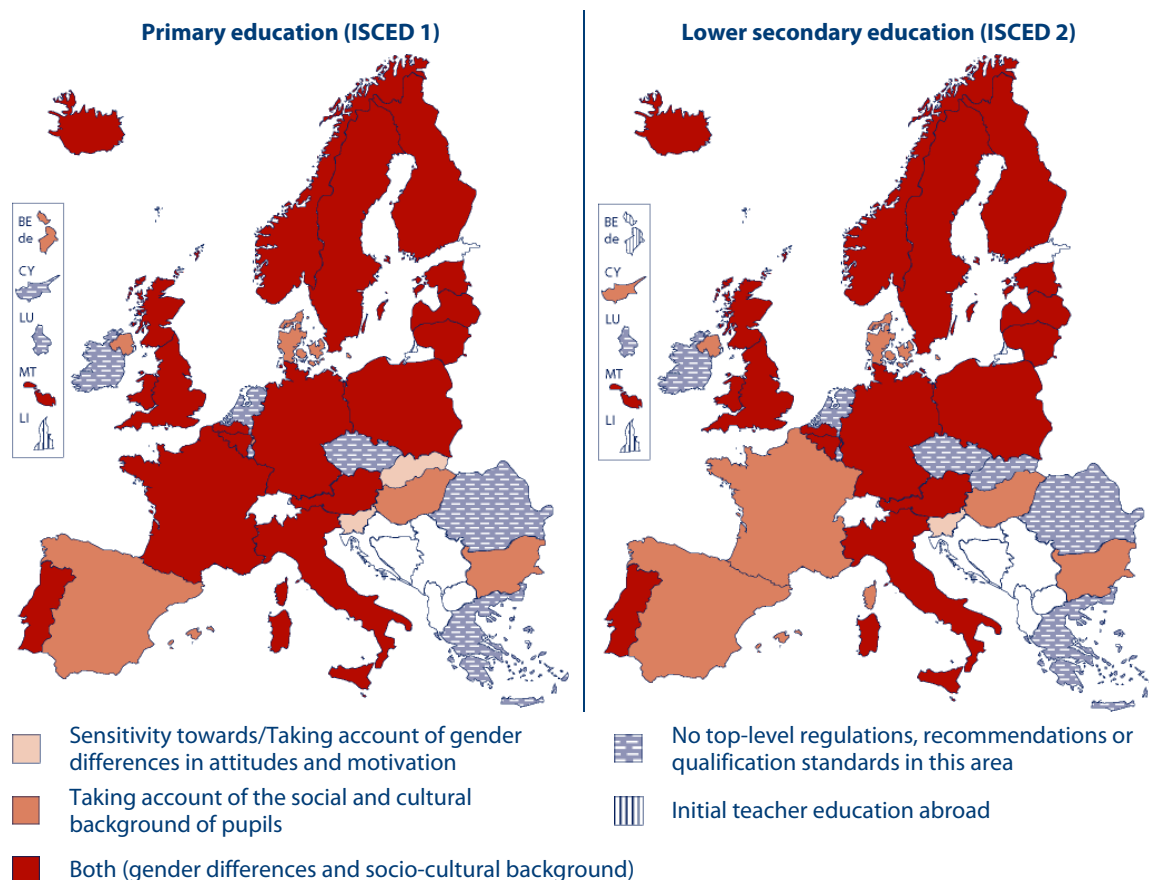 Primary education (ISCED 1)
Lower secondary education (ISCED 2)
BE
de
CY
LU
MT
LI
BE
de
CY
LU
MT
LI
Sensitivity towards/Taking account of gender
differences in attitudes and motivation
Taking account of the social and cultural
background of pupils
Both (gender differences and socio-cultural background)
No top-level regulations, recommendations or
qualification standards in this area
Initial teacher education abroad